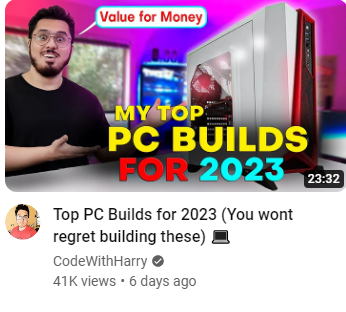 Value for Money
MY TOP
PC BUILDS
FOR 2023
23:32
Top PC Builds for 2023 (You wont
regret building these) 💻
CodeWithHarry
41K views • 6 days ago